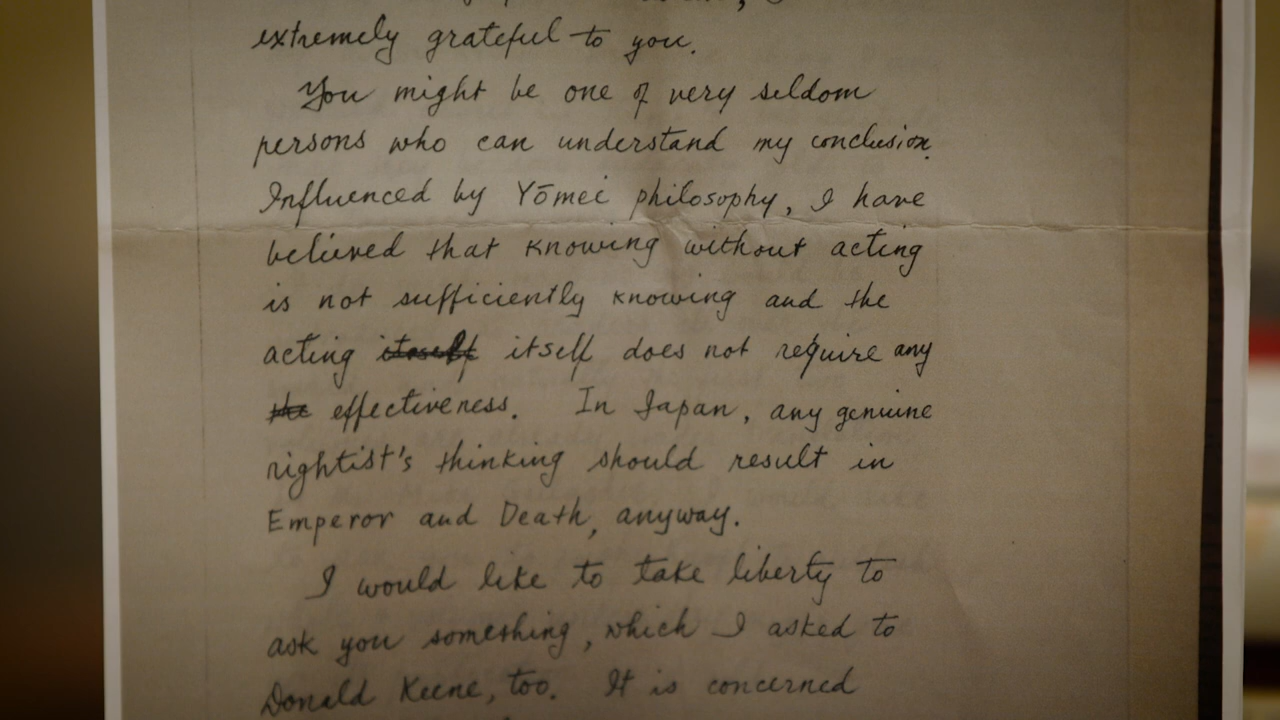 extremely grateful to you.
You might be one of very seldom
persons who can understand my conclusion.
Influenced by Yōmei philosophy, I have
believed that knowing without acting
is not sufficiently knowing and the
acting itself itself does not require any
the effectiveness. In Japan, any genuine
rightist's thinking should result in
Emperor and Death, anyway.
I would like to take liberty to
ask you something, which I asked to
Donald Keene, too. It is concerned